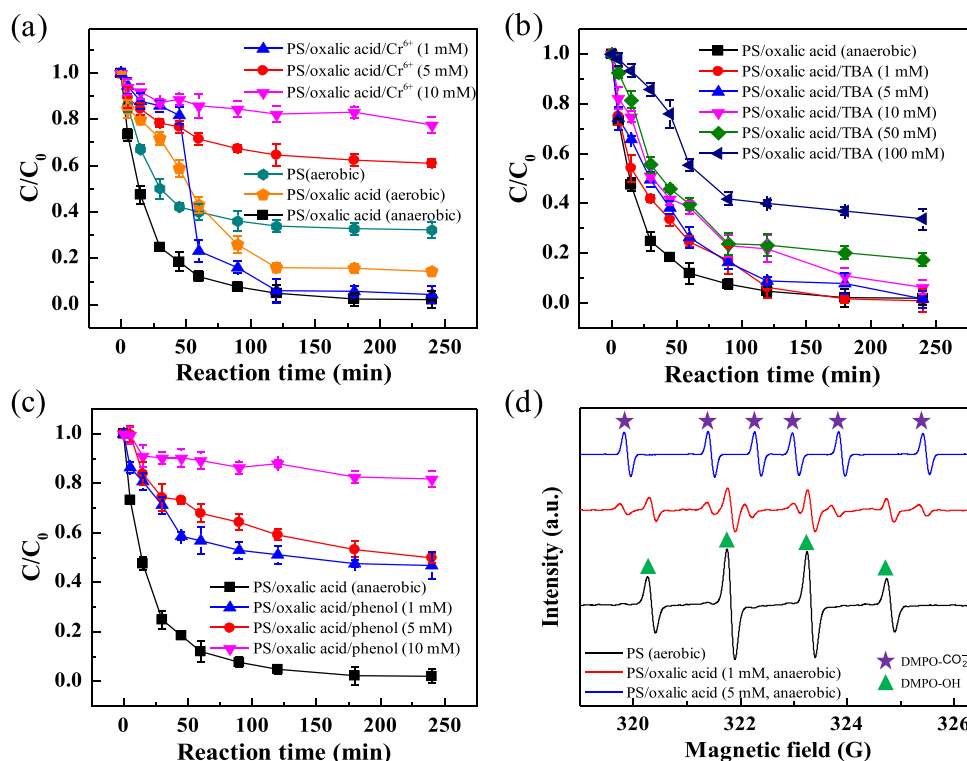 (a)
PS/oxalic acid/Cr⁶⁺ (1 mM)
PS/oxalic acid/Cr⁶⁺ (5 mM)
PS/oxalic acid/Cr⁶⁺ (10 mM)
PS(aerobic)
PS/oxalic acid (aerobic)
PS/oxalic acid (anaerobic)
C/C₀
1.0
0.8
0.6
0.4
0.2
0.0
0 50 100 150 200 250
Reaction time (min)
(b)
PS/oxalic acid (anaerobic)
PS/oxalic acid/TBA (1 mM)
PS/oxalic acid/TBA (5 mM)
PS/oxalic acid/TBA (10 mM)
PS/oxalic acid/TBA (50 mM)
PS/oxalic acid/TBA (100 mM)
C/C₀
1.0
0.8
0.6
0.4
0.2
0.0
0 50 100 150 200 250
Reaction time (min)
(c)
PS/oxalic acid (anaerobic)
PS/oxalic acid/phenol (1 mM)
PS/oxalic acid/phenol (5 mM)
PS/oxalic acid/phenol (10 mM)
C/C₀
1.0
0.8
0.6
0.4
0.2
0.0
0 50 100 150 200 250
Reaction time (min)
(d)
Intensity (a.u.)
PS (aerobic)
PS/oxalic acid (1 mM, anaerobic)
PS/oxalic acid (5 mM, anaerobic)
DMPO-CO₂⁻
DMPO-OH
320 322 324 326
Magnetic field (G)